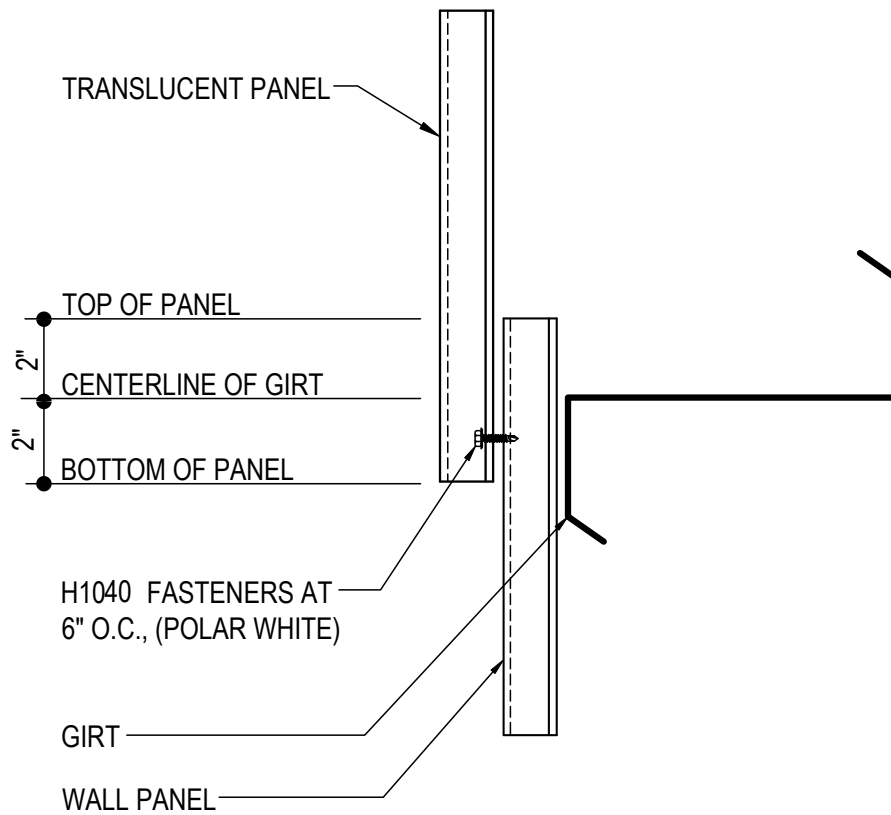 TRANSLUCENT PANEL
TOP OF PANEL
2"
CENTERLINE OF GIRT
2"
BOTTOM OF PANEL
H1040 FASTENERS AT
6" O.C., (POLAR WHITE)
GIRT
WALL PANEL